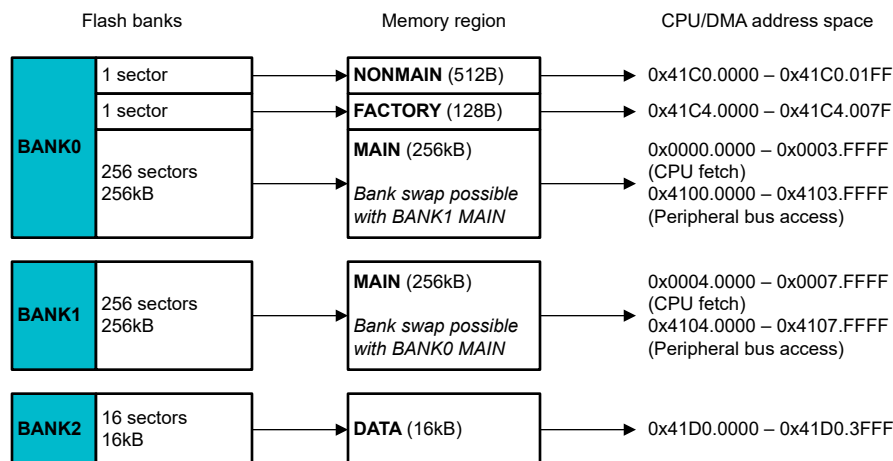 Flash banks
Memory region
CPU/DMA address space
BANK0
1 sector
NONMAIN (512B)
0x41C0.0000 – 0x41C0.01FF
1 sector
FACTORY (128B)
0x41C4.0000 – 0x41C4.007F
256 sectors
256kB
MAIN (256kB)
Bank swap possible
with BANK1 MAIN
0x0000.0000 – 0x0003.FFFF
(CPU fetch)
0x4100.0000 – 0x4103.FFFF
(Peripheral bus access)
BANK1
256 sectors
256kB
MAIN (256kB)
Bank swap possible
with BANK0 MAIN
0x0004.0000 – 0x0007.FFFF
(CPU fetch)
0x4104.0000 – 0x4107.FFFF
(Peripheral bus access)
BANK2
16 sectors
16kB
DATA (16kB)
0x41D0.0000 – 0x41D0.3FFF